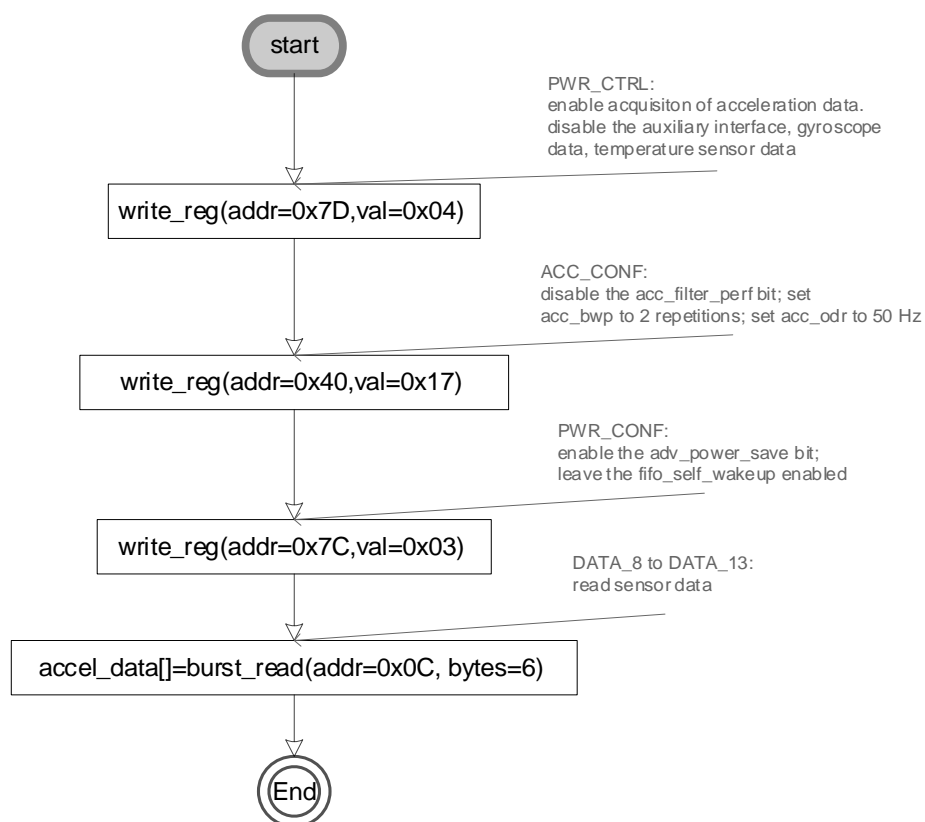 start
PWR_CTRL:
enable acquisiton of acceleration data.
disable the auxiliary interface, gyroscope
data, temperature sensor data
write_reg(addr=0x7D,val=0x04)
ACC_CONF:
disable the acc_filter_perf bit; set
acc_bwp to 2 repetitions; set acc_odr to 50 Hz
write_reg(addr=0x40,val=0x17)
PWR_CONF:
enable the adv_power_save bit;
leave the fifo_self_wakeup enabled
write_reg(addr=0x7C,val=0x03)
DATA_8 to DATA_13:
read sensor data
accel_data[]=burst_read(addr=0x0C, bytes=6)
End